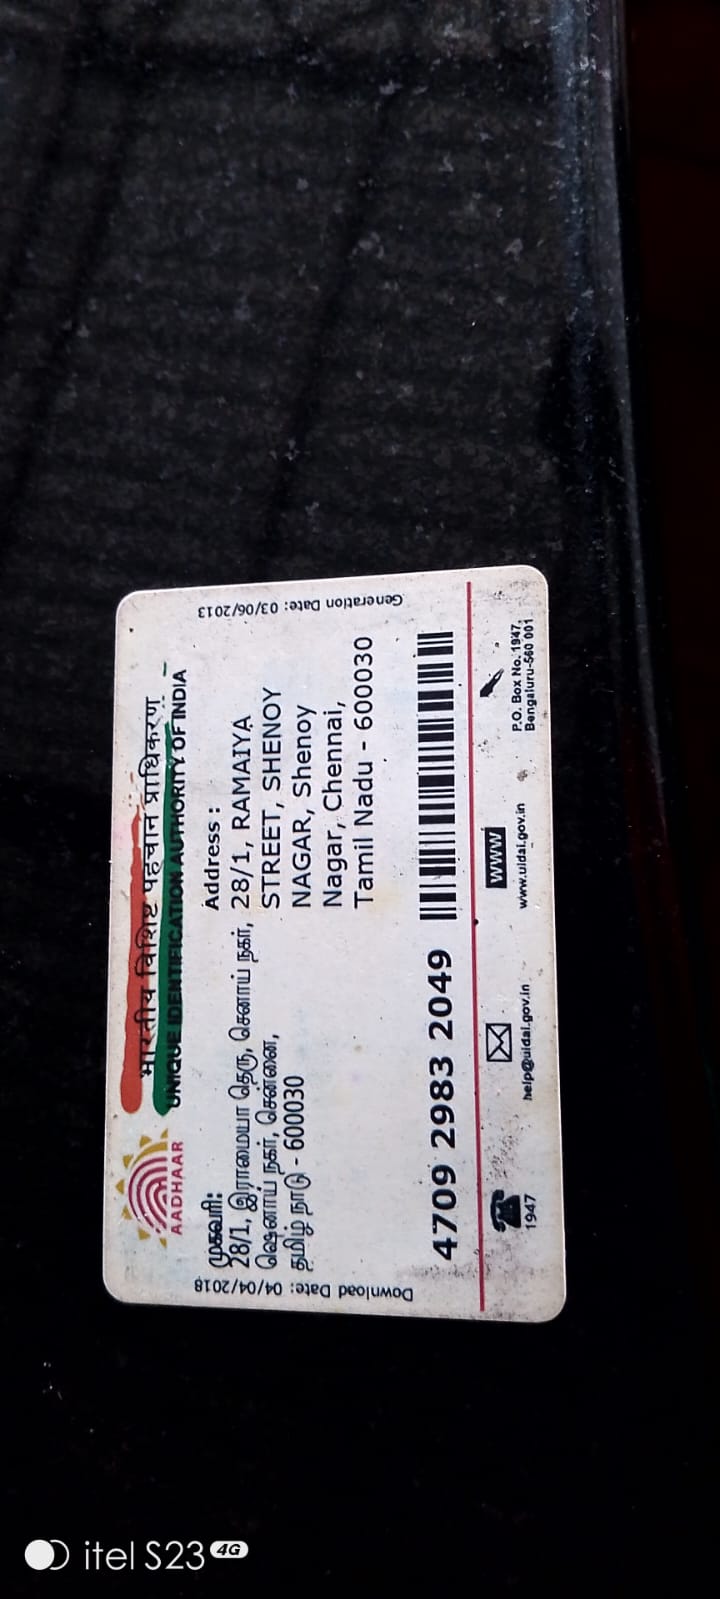 भारतीय विशिष्ट पहचान प्राधिकरण
UNIQUE IDENTIFICATION AUTHORITY OF INDIA
AADHAAR
முகவரி:
28/1, இராமையா தெரு, செனாய் நகர்,
ஷெனாய் நகர், சென்னை,
தமிழ் நாடு - 600030
Address :
28/1, RAMAIYA
STREET, SHENOY
NAGAR, Shenoy
Nagar, Chennai,
Tamil Nadu - 600030
Download Date: 04/04/2018
Generation Date: 03/06/2013
4709 2983 2049
1947
help@uidai.gov.in
WWW
www.uidai.gov.in
P.O. Box No. 1947,
Bengaluru-560 001
itel S23 4G